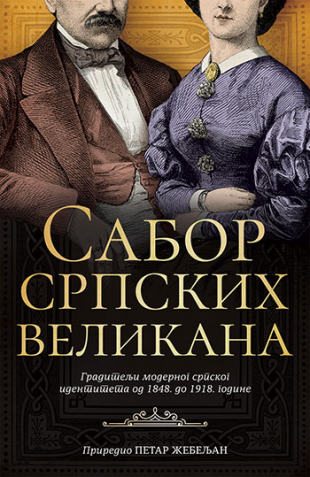 САБОР
СРПСКИХ
ВЕЛИКАНА
Градитељи модерног српског
идентитета од 1848. до 1918. године
Приредио ПЕТАР ЖЕБЕЉАН